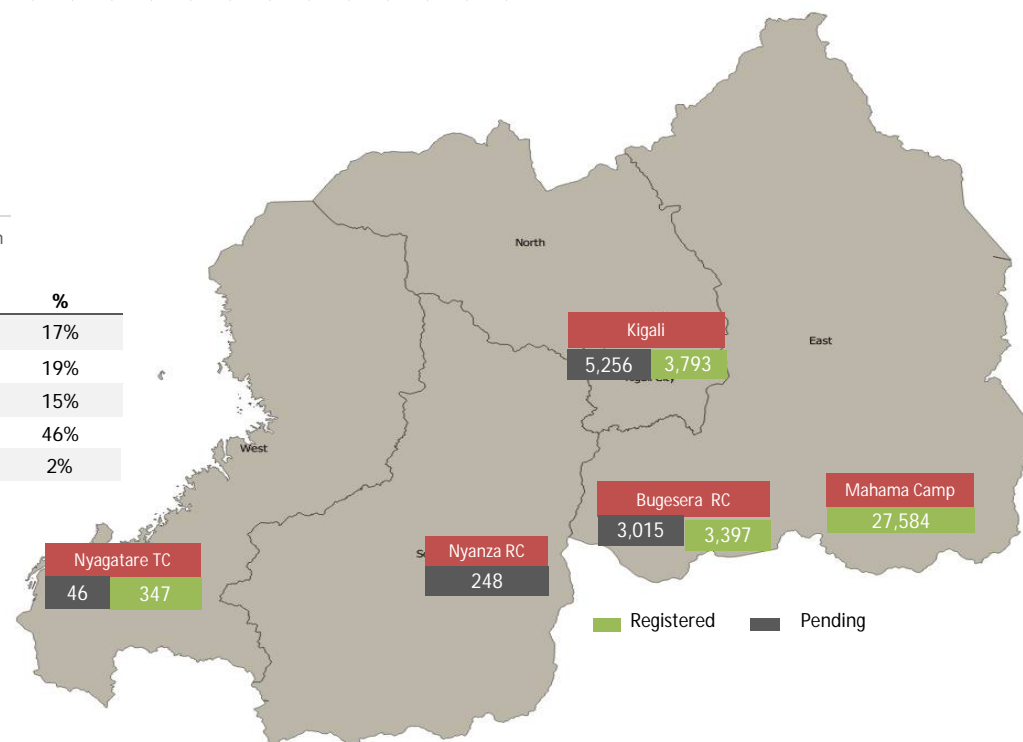 %
17%
19%
15%
46%
2%
North
Kigali
5,256 3,793
East
West
Bugesera RC
3,015 3,397
Mahama Camp
27,584
Nyagatare TC
46 347
Nyanza RC
248
Registered Pending